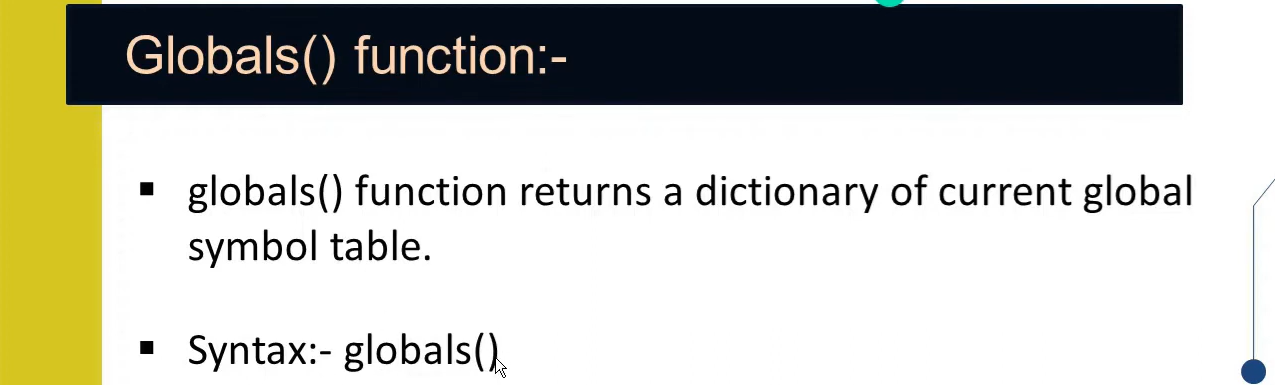 Globals() function:-
▪ globals() function returns a dictionary of current global
symbol table.
▪ Syntax:- globals()